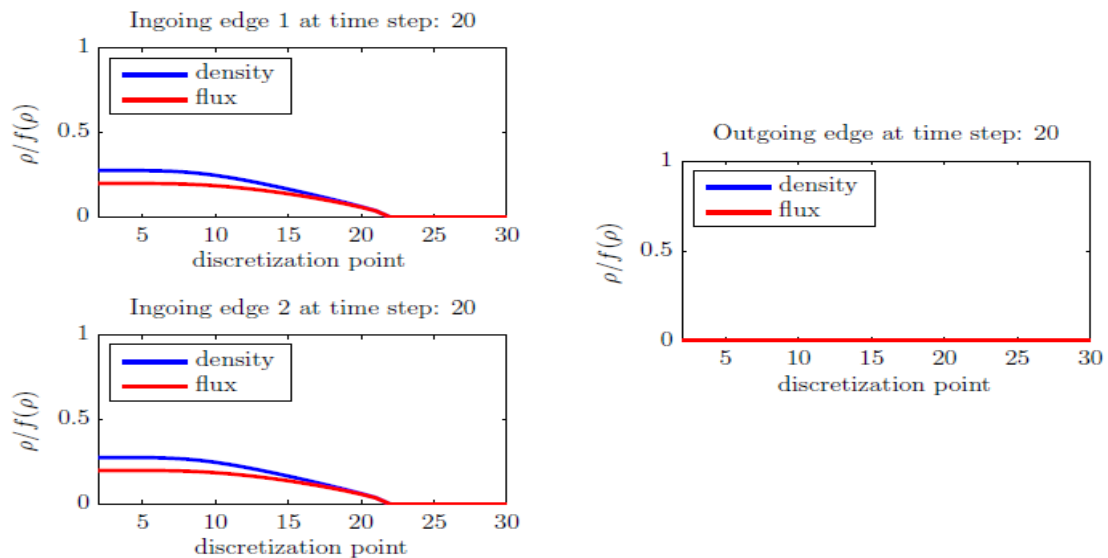 Ingoing edge 1 at time step: 20
1
0.5
0
density
flux
ρ/f(ρ)
5 10 15 20 25 30
discretization point
Ingoing edge 2 at time step: 20
1
0.5
0
density
flux
ρ/f(ρ)
5 10 15 20 25 30
discretization point
Outgoing edge at time step: 20
1
0.5
0
density
flux
ρ/f(ρ)
5 10 15 20 25 30
discretization point